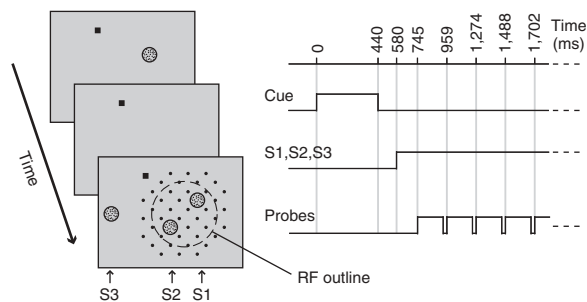 Time
(ms)
0
440
580
745
959
1,274
1,488
1,702
Cue
S1,S2,S3
Probes
Time
RF outline
S3
S2
S1